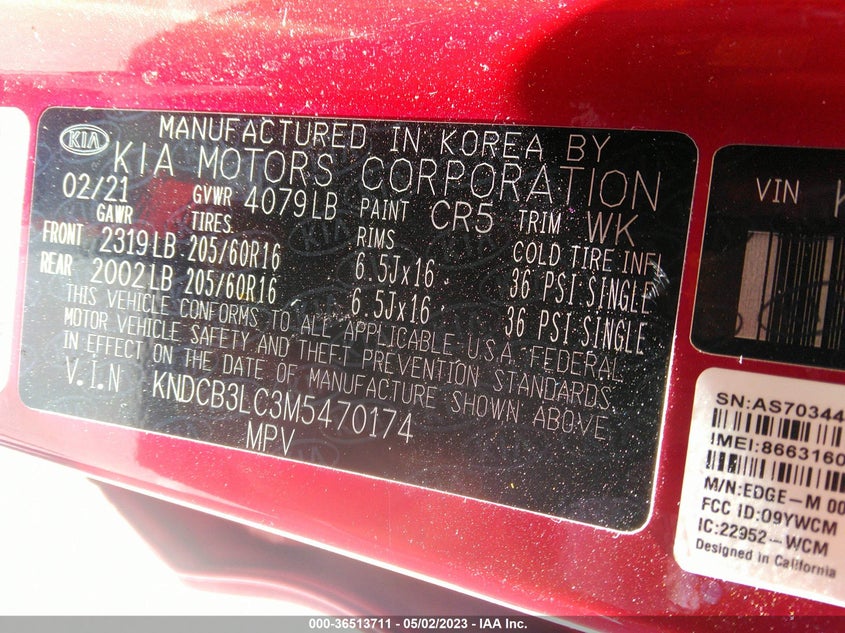 KIA
MANUFACTURED IN KOREA BY
KIA MOTORS CORPORATION
02/21 GVWR 4079LB PAINT CR5 TRIM WK
GAWR TIRES RIMS COLD TIRE INFL
FRONT 2319LB 205/60R16 6.5Jx16 36 PSI.SINGLE
REAR 2002LB 205/60R16 6.5Jx16 36 PSI.SINGLE
THIS VEHICLE CONFORMS TO ALL APPLICABLE U.S.A. FEDERAL
MOTOR VEHICLE SAFETY AND THEFT PREVENTION STANDARDS
IN EFFECT ON THE DATE OF MANUFACTURE SHOWN ABOVE.
V.I.N KNDCB3LC3M5470174
MPV
VIN K
SN:AS70344
IMEI:8663160
M/N:EDGE-M 00
FCC ID:O9YWCM
IC:22952-WCM
Designed in California
000-36513711 - 05/02/2023 - IAA Inc.